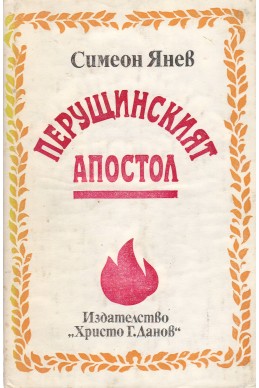 Симеон Янев
ПЕРУЩИНСКИЯТ
АПОСТОЛ
Издателство
„Христо Г. Данов“